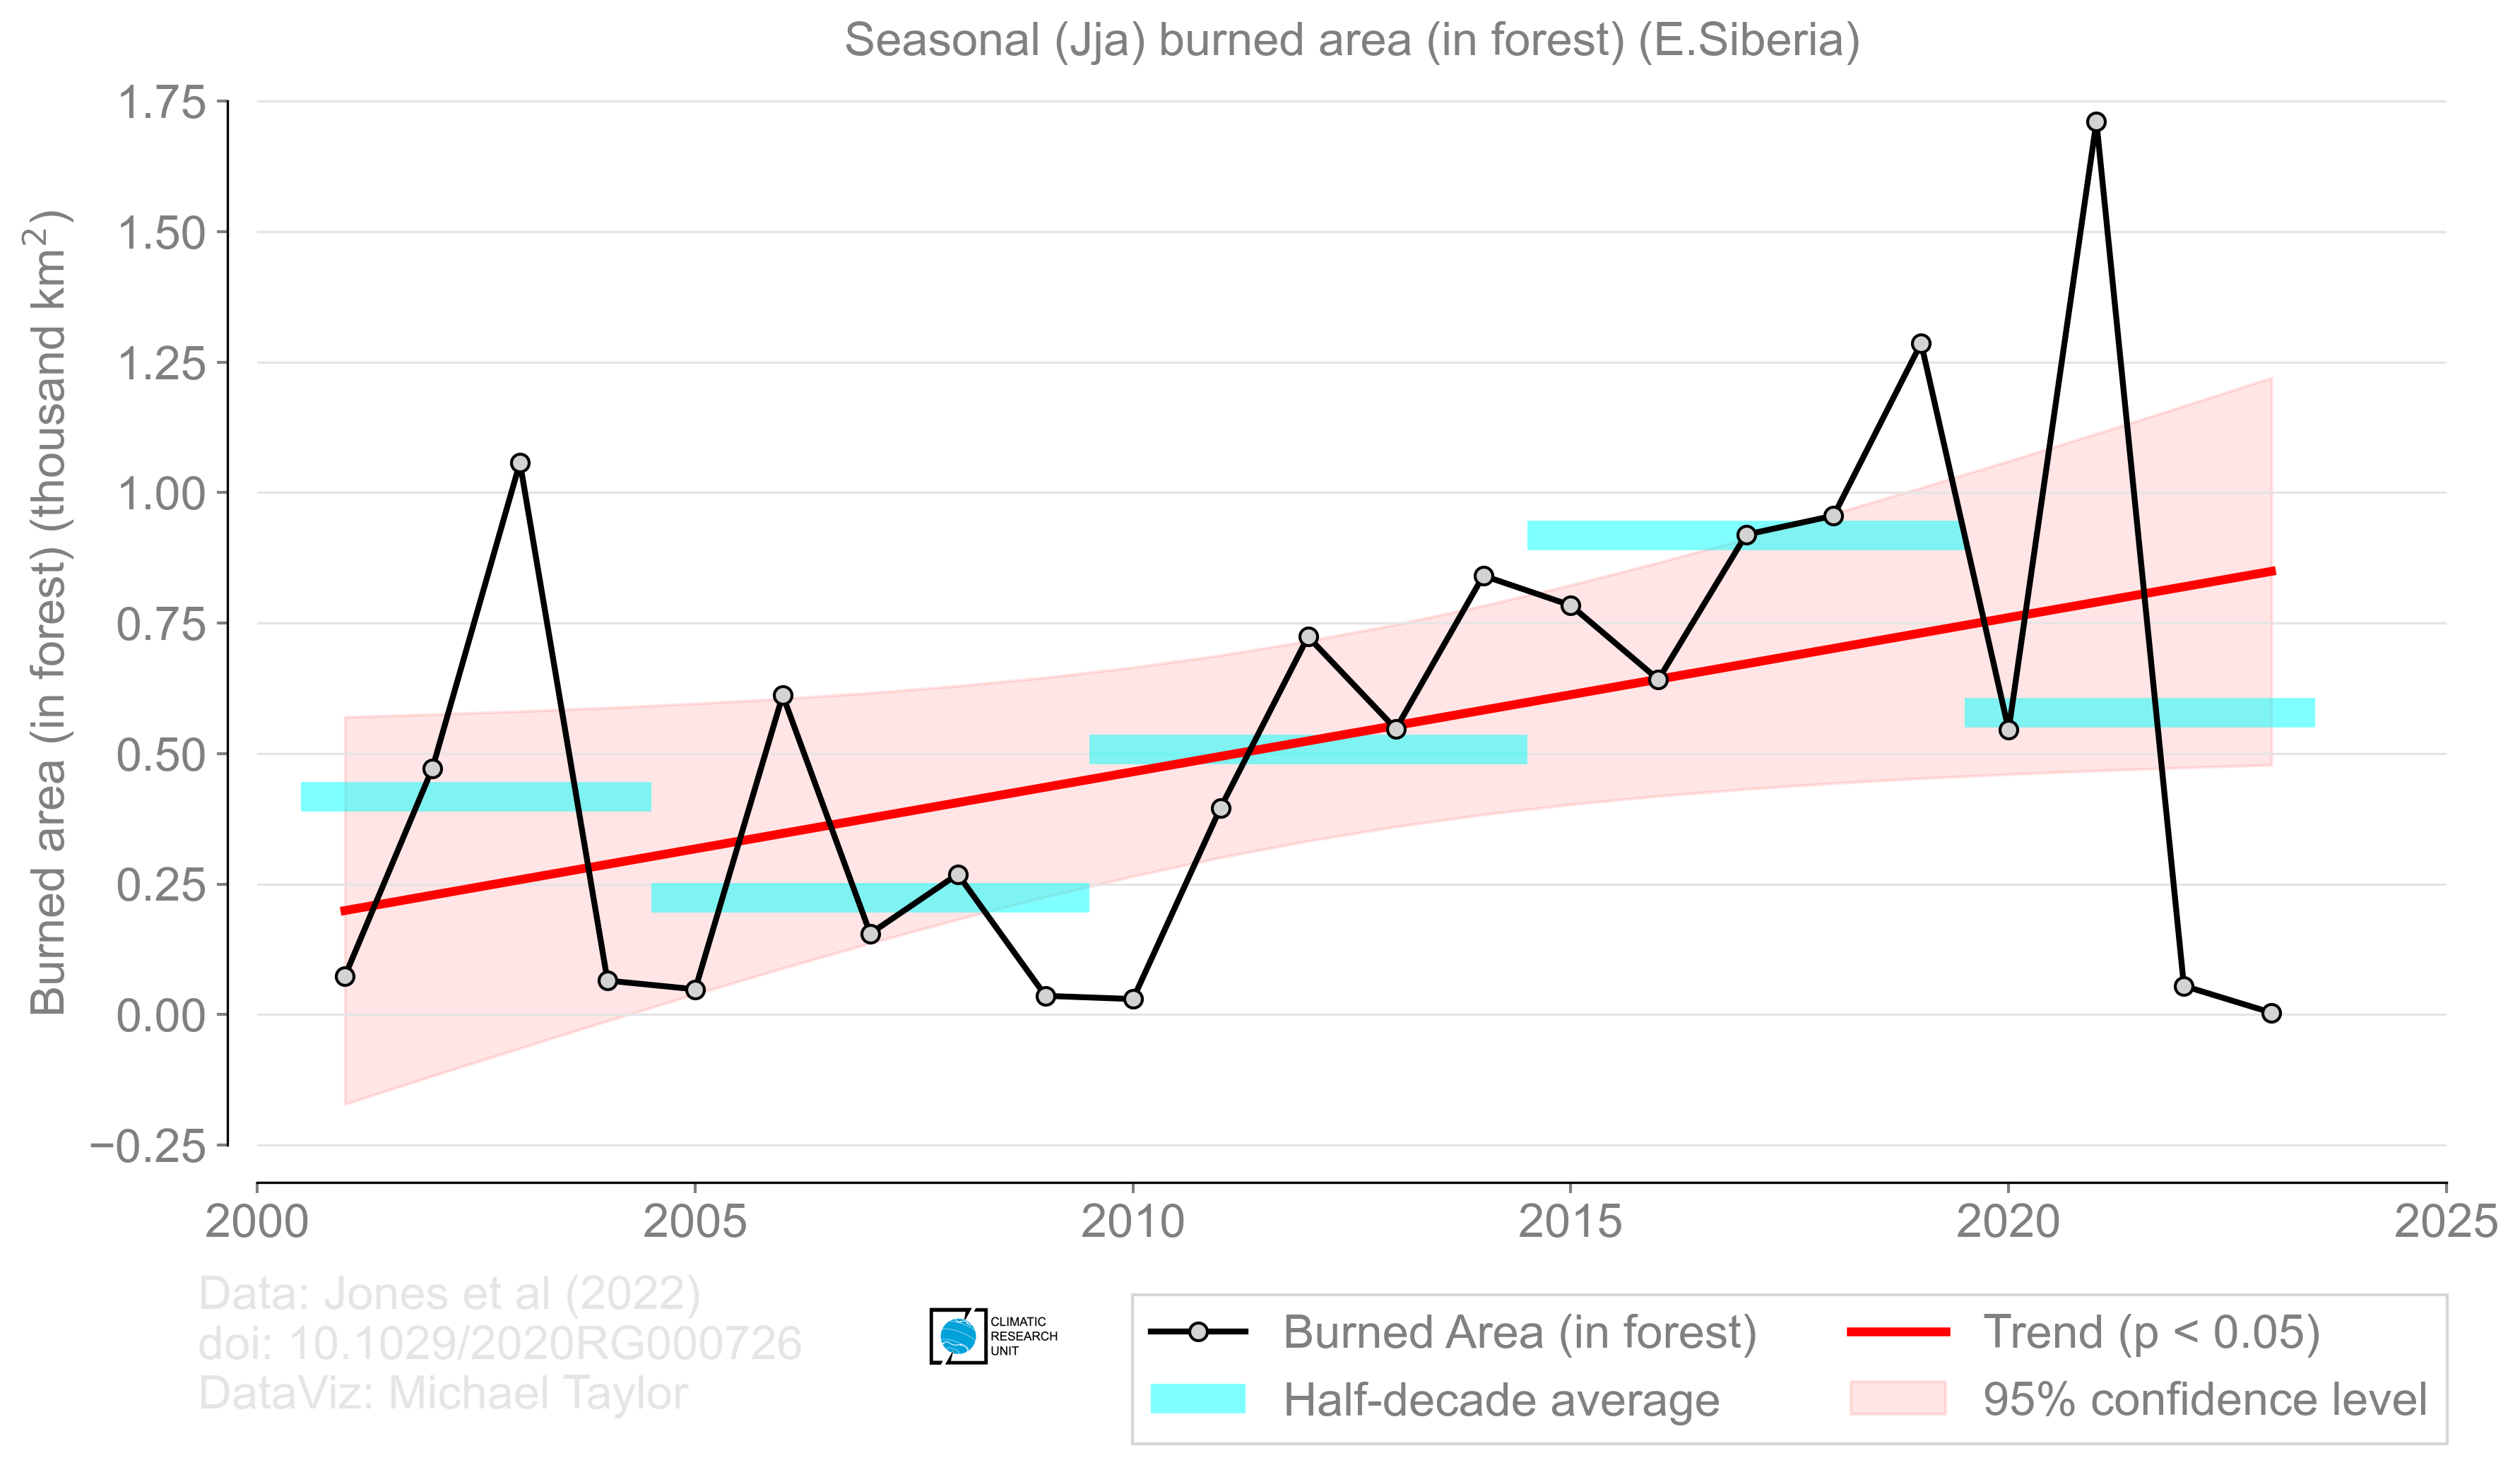 Seasonal (Jja) burned area (in forest) (E.Siberia)
Burned area (in forest) (thousand km²)
1.75
1.50
1.25
1.00
0.75
0.50
0.25
0.00
−0.25
2000 2005 2010 2015 2020 2025
Data: Jones et al (2022)
doi: 10.1029/2020RG000726
DataViz: Michael Taylor
CLIMATIC
RESEARCH
UNIT
Burned Area (in forest)
Half-decade average
Trend (p < 0.05)
95% confidence level